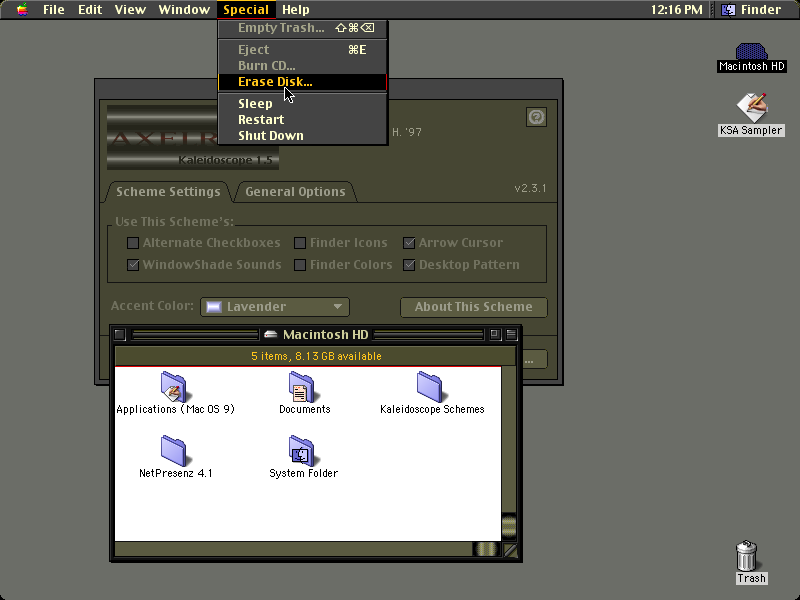 File Edit View Window Special Help 12:16 PM Finder
Empty Trash... ⇧⌘⌫
Eject ⌘E
Burn CD...
Erase Disk...
Sleep
Restart
Shut Down
Macintosh HD
KSA Sampler
H. '97
Kaleidoscope 1.5
v2.3.1
Scheme Settings General Options
Use This Scheme's:
Alternate Checkboxes Finder Icons Arrow Cursor
WindowShade Sounds Finder Colors Desktop Pattern
Accent Color: Lavender About This Scheme
...
Macintosh HD
5 items, 8.13 GB available
Applications (Mac OS 9) Documents Kaleidoscope Schemes
NetPresenz 4.1 System Folder
Trash